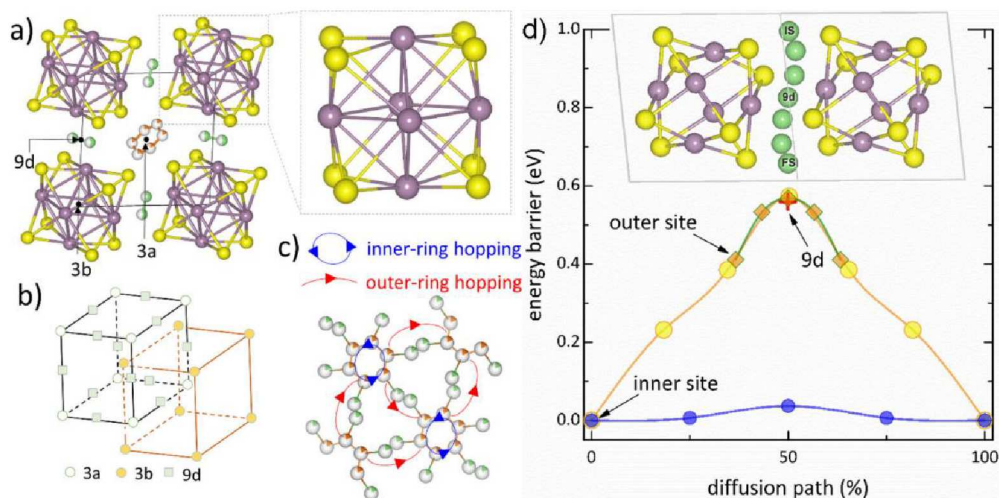 a)
9d
3b
3a
b)
3a
3b
9d
c)
inner-ring hopping
outer-ring hopping
d)
IS
9d
FS
energy barrier (eV)
1.0
0.8
0.6
0.4
0.2
0.0
outer site
9d
inner site
0
50
100
diffusion path (%)